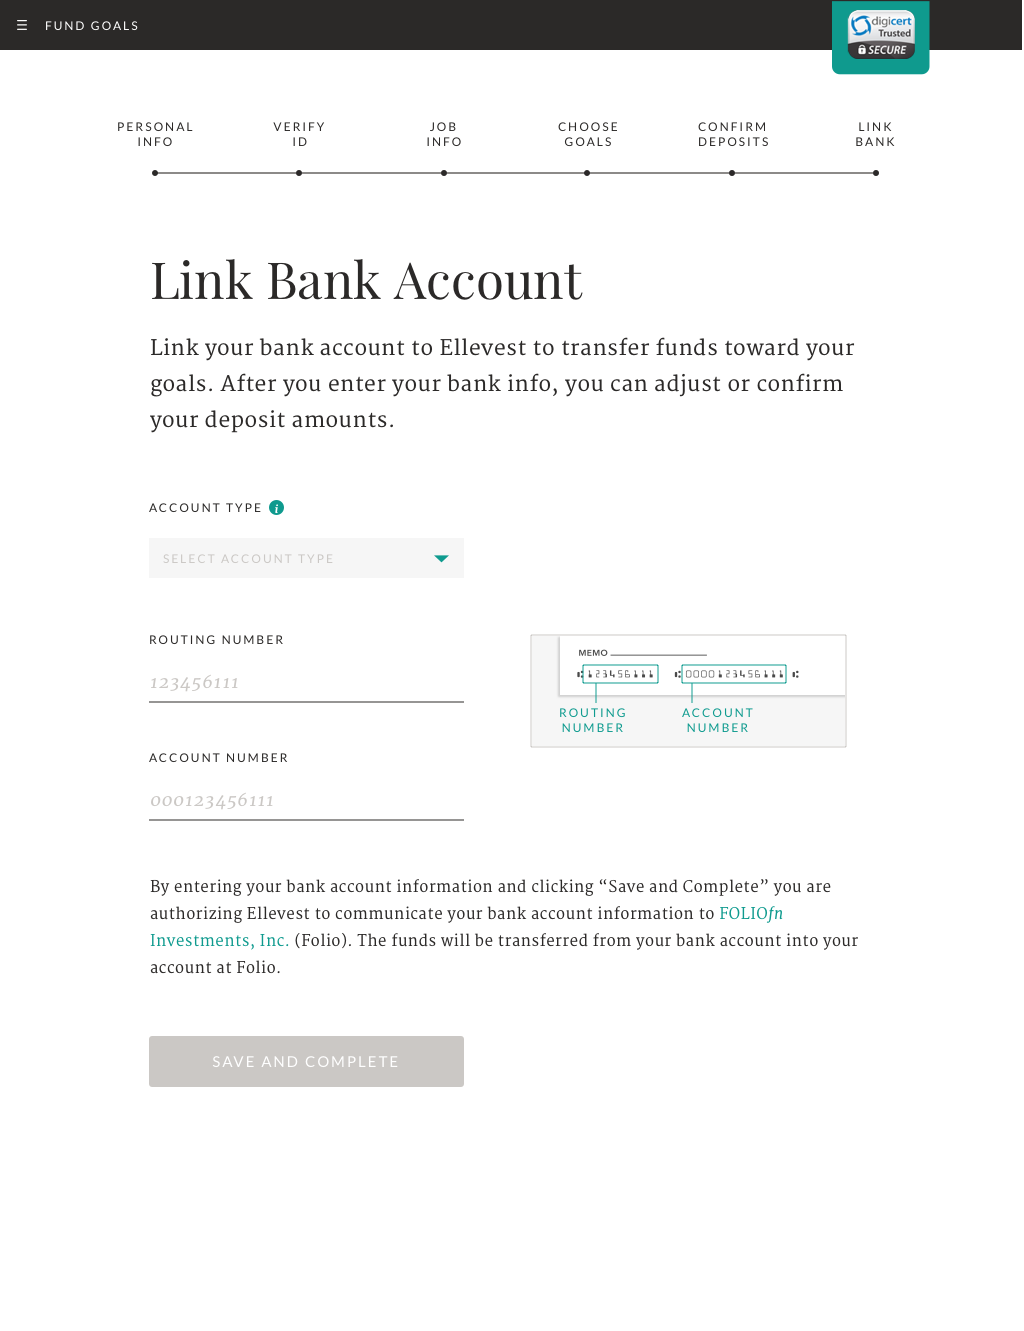 ☰ FUND GOALS
digicert
Trusted
SECURE
PERSONAL
INFO
VERIFY
ID
JOB
INFO
CHOOSE
GOALS
CONFIRM
DEPOSITS
LINK
BANK
Link Bank Account
Link your bank account to Ellevest to transfer funds toward your
goals. After you enter your bank info, you can adjust or confirm
your deposit amounts.
ACCOUNT TYPE i
SELECT ACCOUNT TYPE
ROUTING NUMBER
123456111
MEMO
⑆123456111 ⑆0000123456111 ⑆
ROUTING
NUMBER
ACCOUNT
NUMBER
ACCOUNT NUMBER
000123456111
By entering your bank account information and clicking “Save and Complete” you are
authorizing Ellevest to communicate your bank account information to FOLIOfn
Investments, Inc. (Folio). The funds will be transferred from your bank account into your
account at Folio.
SAVE AND COMPLETE